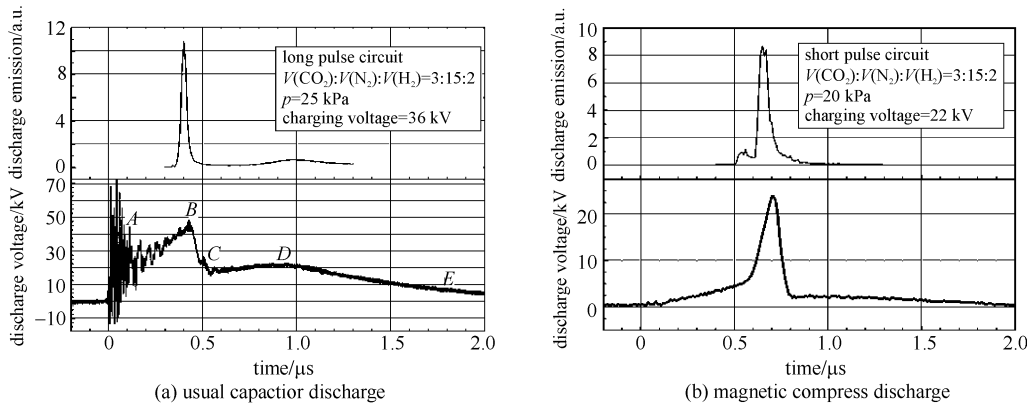 discharge emission/a.u.
12
8
4
0
long pulse circuit
V(CO₂):V(N₂):V(H₂)=3:15:2
p=25 kPa
charging voltage=36 kV
discharge voltage/kV
70
50
30
10
−10
A
B
C
D
E
0
0.5
1.0
1.5
2.0
time/μs
(a) usual capactior discharge
discharge emission/a.u.
10
8
6
4
2
0
short pulse circuit
V(CO₂):V(N₂):V(H₂)=3:15:2
p=20 kPa
charging voltage=22 kV
discharge voltage/kV
20
10
0
0
0.5
1.0
1.5
2.0
time/μs
(b) magnetic compress discharge